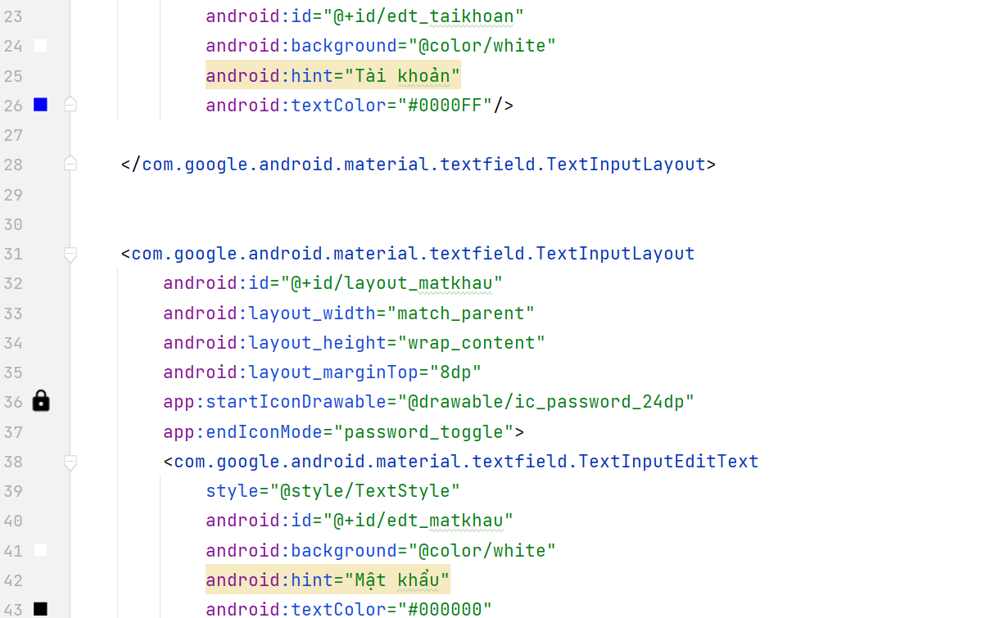 23 android:id="@+id/edt_taikhoan"
24 android:background="@color/white"
25 android:hint="Tài khoản"
26 android:textColor="#0000FF"/>
27
28 </com.google.android.material.textfield.TextInputLayout>
29
30
31 <com.google.android.material.textfield.TextInputLayout
32 android:id="@+id/layout_matkhau"
33 android:layout_width="match_parent"
34 android:layout_height="wrap_content"
35 android:layout_marginTop="8dp"
36 app:startIconDrawable="@drawable/ic_password_24dp"
37 app:endIconMode="password_toggle">
38 <com.google.android.material.textfield.TextInputEditText
39 style="@style/TextStyle"
40 android:id="@+id/edt_matkhau"
41 android:background="@color/white"
42 android:hint="Mật khẩu"
43 android:textColor="#000000"